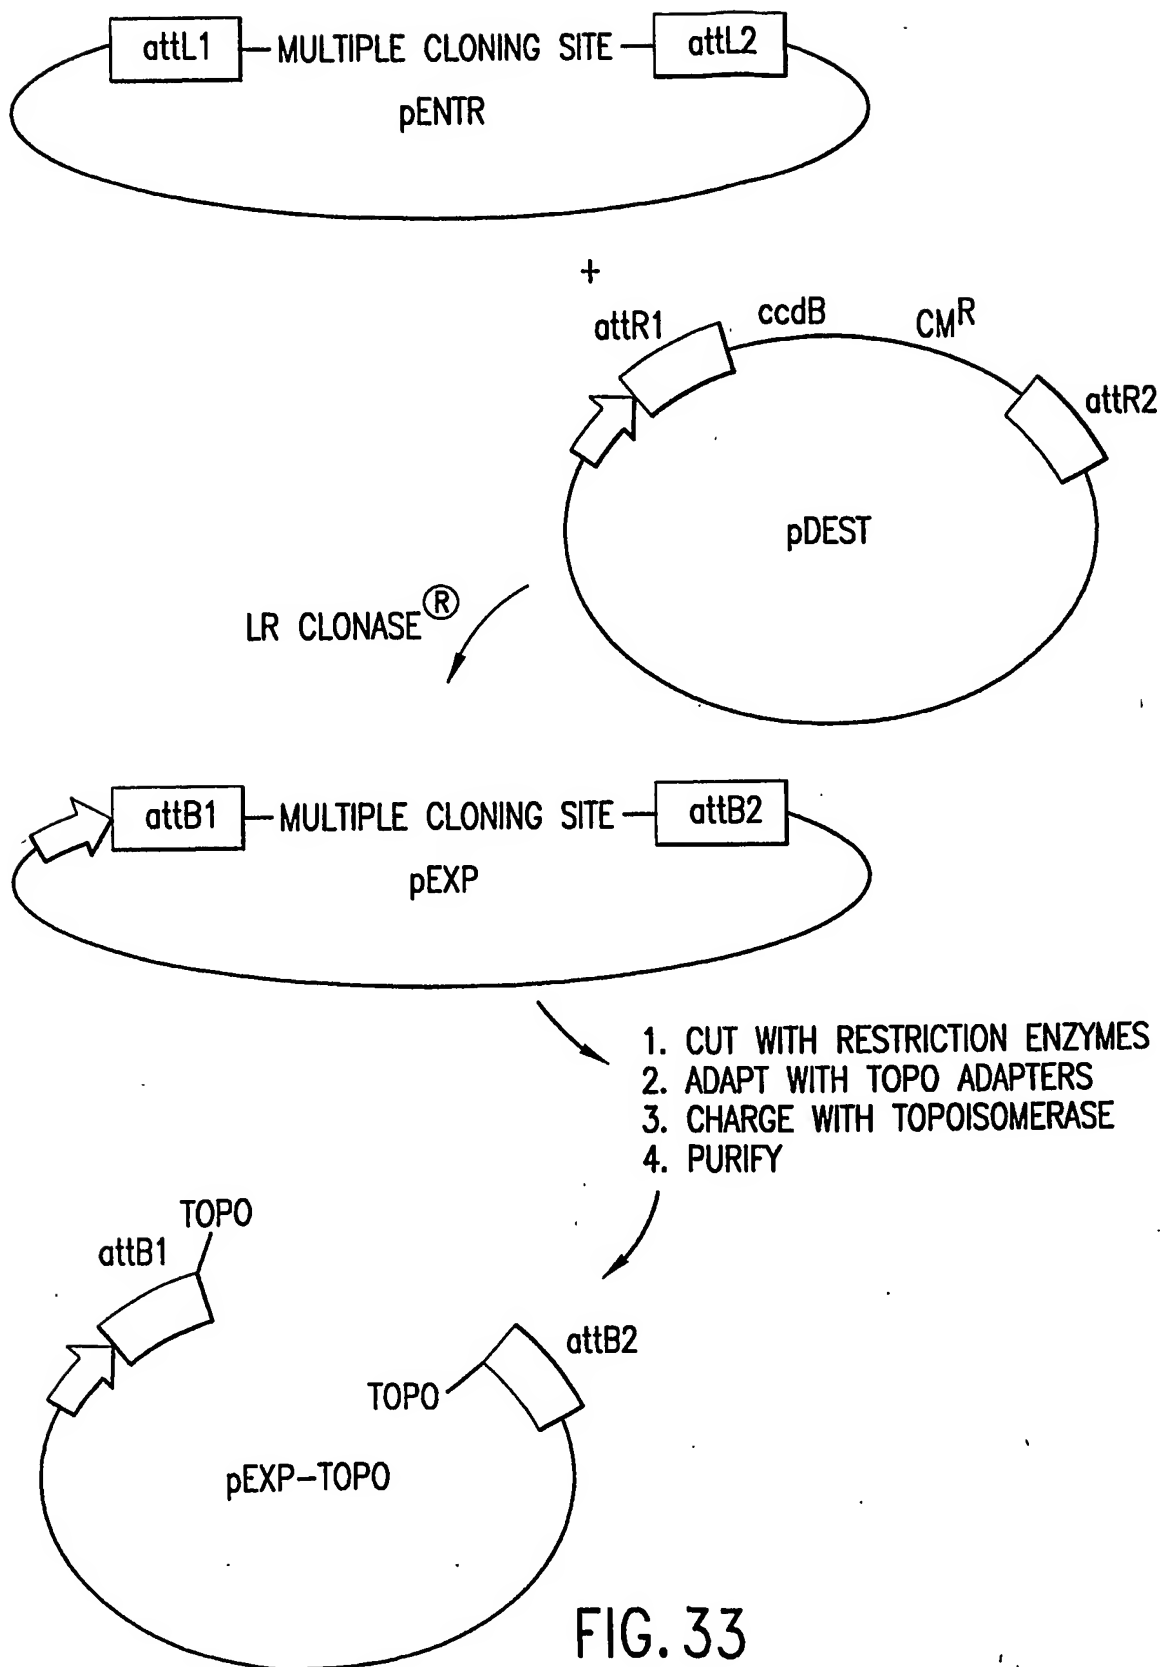 attL1 MULTIPLE CLONING SITE attL2
pENTR
+
attR1 ccdB CMR
attR2
pDEST
LR CLONASE®
attB1 MULTIPLE CLONING SITE attB2
pEXP
1. CUT WITH RESTRICTION ENZYMES
2. ADAPT WITH TOPO ADAPTERS
3. CHARGE WITH TOPOISOMERASE
4. PURIFY
TOPO
attB1
attB2
TOPO
pEXP-TOPO
FIG. 33